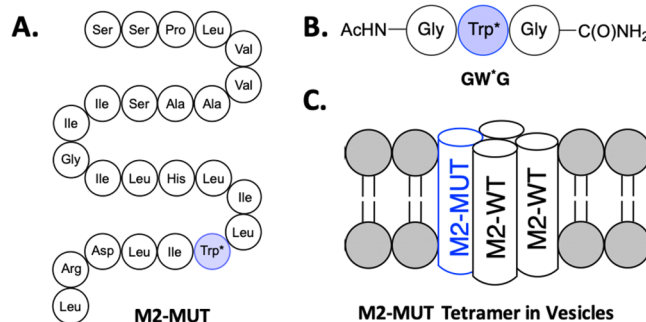 A.
Ser Ser Pro Leu
Val
Val
Ile Ser Ala Ala
Ile
Gly
Ile Leu His Leu
Ile
Leu
Asp Leu Ile Trp*
Arg
Leu
M2-MUT
B.
AcHN Gly Trp* Gly C(O)NH₂
GW*G
C.
M2-MUT
M2-WT
M2-WT
M2-MUT Tetramer in Vesicles